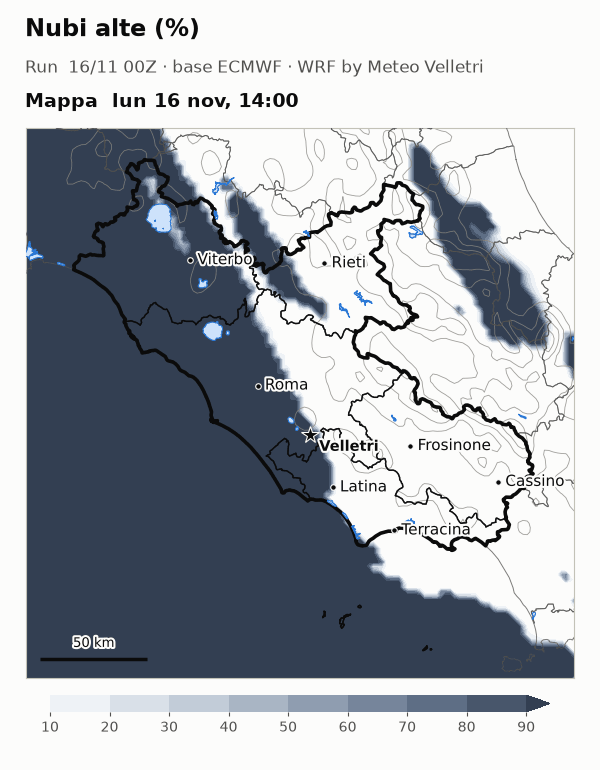 Nubi alte (%)
Run  16/11 00Z · base ECMWF · WRF by Meteo Velletri
Mappa  lun 16 nov, 14:00
Viterbo
Rieti
Roma
Velletri
Frosinone
Latina
Cassino
Terracina
50 km
10 20 30 40 50 60 70 80 90